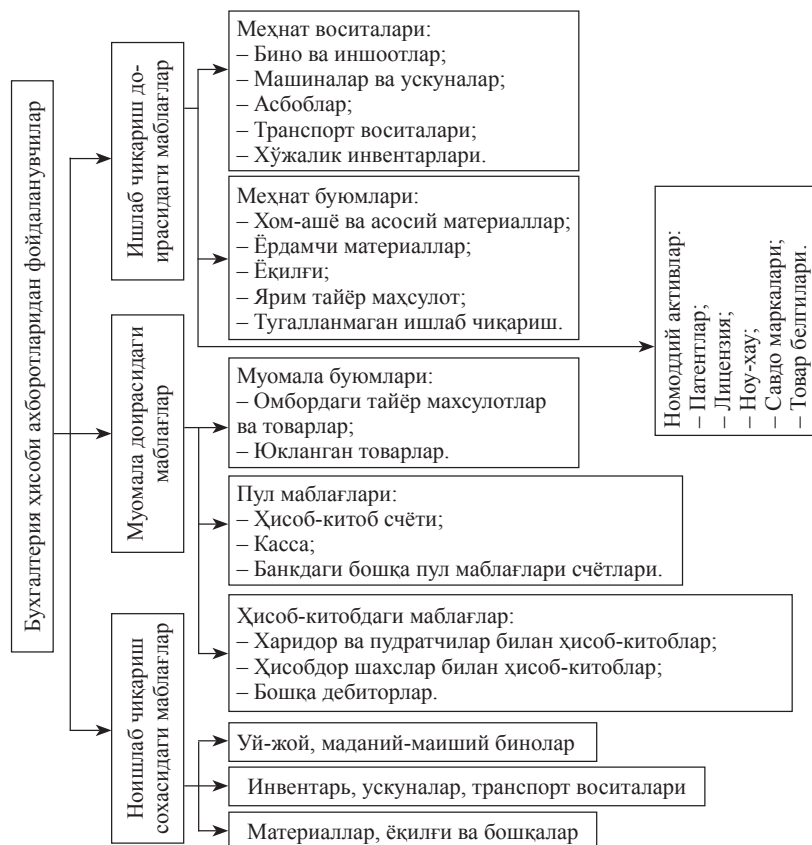 Бухгалтерия ҳисоби ахборотларидан фойдаланувчилар
Ишлаб чиқариш до-
ирасидаги маблағлар
Меҳнат воситалари:
– Бино ва иншоотлар;
– Машиналар ва ускуналар;
– Асбоблар;
– Транспорт воситалари;
– Хўжалик инвентарлари.
Меҳнат буюмлари:
– Хом-ашё ва асосий материаллар;
– Ёрдамчи материаллар;
– Ёқилғи;
– Ярим тайёр маҳсулот;
– Тугалланмаган ишлаб чиқариш.
Номоддий активлар:
– Патентлар;
– Лицензия;
– Ноу-хау;
– Савдо маркалари;
– Товар белгилари.
Муомала доирасидаги
маблағлар
Муомала буюмлари:
– Омбордаги тайёр махсулотлар
ва товарлар;
– Юкланган товарлар.
Пул маблағлари:
– Ҳисоб-китоб счёти;
– Касса;
– Банкдаги бошқа пул маблағлари счётлари.
Ҳисоб-китобдаги маблағлар:
– Харидор ва пудратчилар билан ҳисоб-китоблар;
– Ҳисобдор шахслар билан ҳисоб-китоблар;
– Бошқа дебиторлар.
Ноишлаб чиқариш
сохасидаги маблағлар
Уй-жой, маданий-маиший бинолар
Инвентарь, ускуналар, транспорт воситалари
Материаллар, ёқилғи ва бошқалар